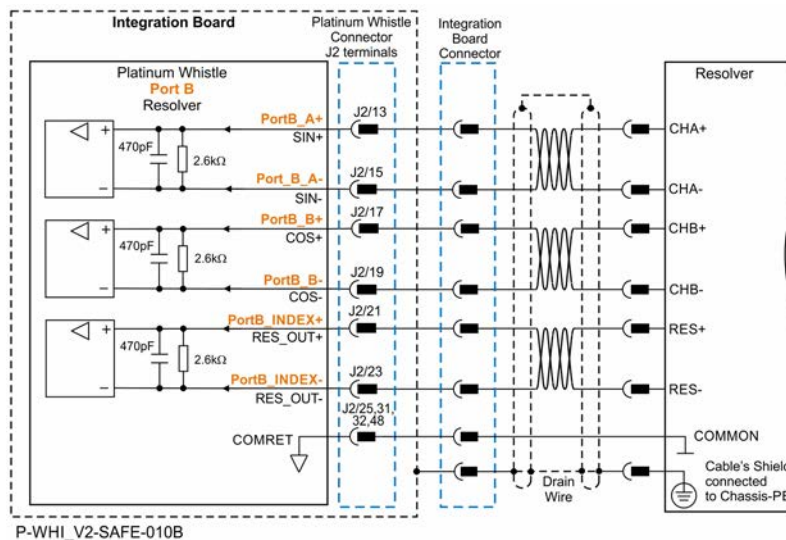 Integration Board
Platinum Whistle
Connector
J2 terminals
Integration
Board
Connector
Platinum Whistle
Port B
Resolver
Resolver
PortB_A+
SIN+
J2/13
CHA+
+
470pF
2.6kΩ
−
Port_B_A-
SIN-
J2/15
CHA-
PortB_B+
COS+
J2/17
CHB+
+
470pF
2.6kΩ
−
PortB_B-
COS-
J2/19
CHB-
PortB_INDEX+
RES_OUT+
J2/21
RES+
+
470pF
2.6kΩ
−
PortB_INDEX-
RES_OUT-
J2/23
RES-
COMRET
J2/25,31,
32,48
COMMON
Drain
Wire
Cable's Shield
connected
to Chassis-PE
P-WHI_V2-SAFE-010B